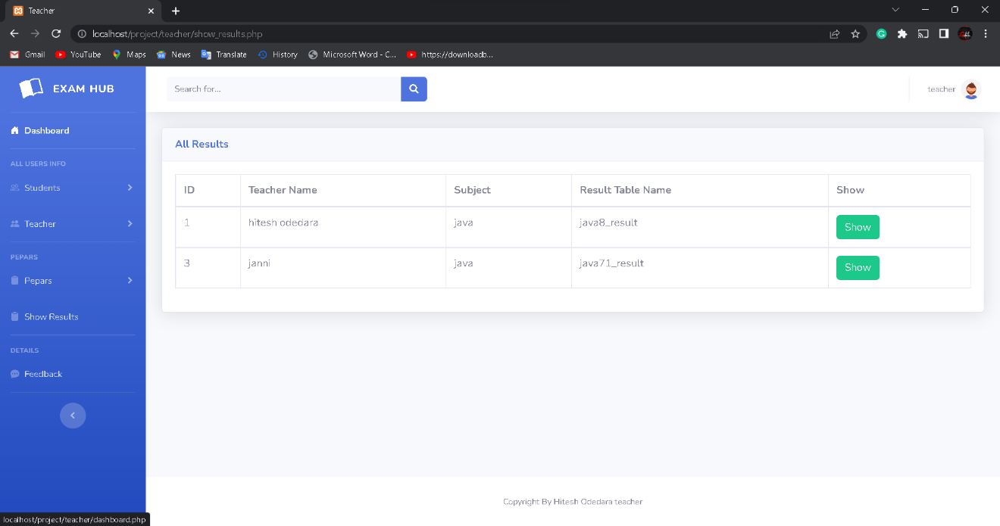 Teacher
localhost/project/teacher/show_results.php
Gmail YouTube Maps News Translate History Microsoft Word - C... https://downloadb...
EXAM HUB
Search for...
teacher
Dashboard
ALL USERS INFO
Students
Teacher
PEPARS
Pepars
Show Results
DETAILS
Feedback
All Results
ID Teacher Name Subject Result Table Name Show
1 hitesh odedara java java8_result Show
3 janni java java71_result Show
Copyright By Hitesh Odedara teacher
localhost/project/teacher/dashboard.php